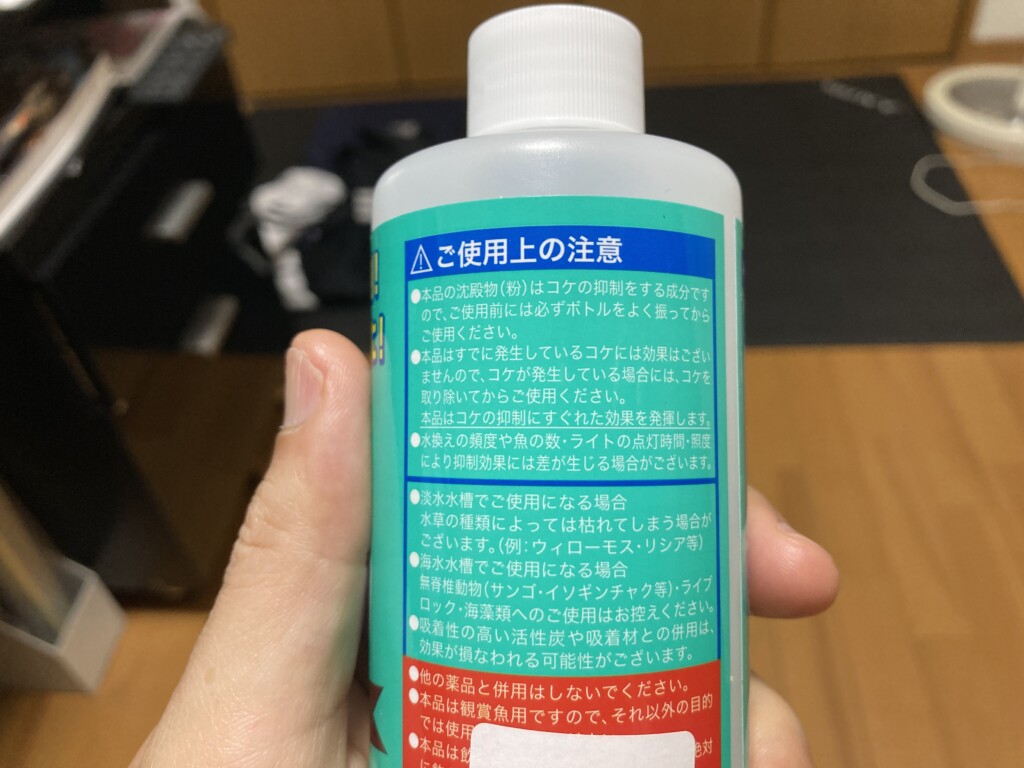 ご使用上の注意
●本品の沈殿物(粉)はコケの抑制をする成分です
ので、ご使用前には必ずボトルをよく振ってから
ご使用ください。
●本品はすでに発生しているコケには効果はござい
ませんので、コケが発生している場合には、コケを
取り除いてからご使用ください。
本品はコケの抑制にすぐれた効果を発揮します。
●水換えの頻度や魚の数・ライトの点灯時間・照度
により抑制効果には差が生じる場合がございます。
●淡水水槽でご使用になる場合
水草の種類によっては枯れてしまう場合が
ございます。(例:ウィローモス・リシア等)
●海水水槽でご使用になる場合
無脊椎動物(サンゴ・イソギンチャク等)・ライブ
ロック・海藻類へのご使用はお控えください。
●吸着性の高い活性炭や吸着材との併用は、
効果が損なわれる可能性がございます。
●他の薬品と併用はしないでください。
●本品は観賞魚用ですので、それ以外の目的
では使用
●本品は飲 絶対